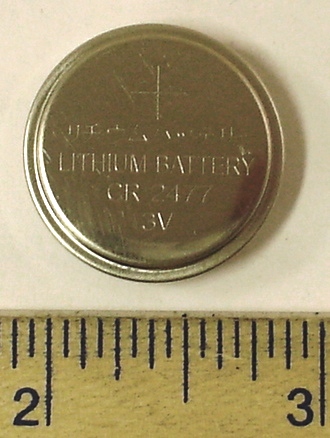 +
LITHIUM BATTERY
CR 2477
3V
2 3